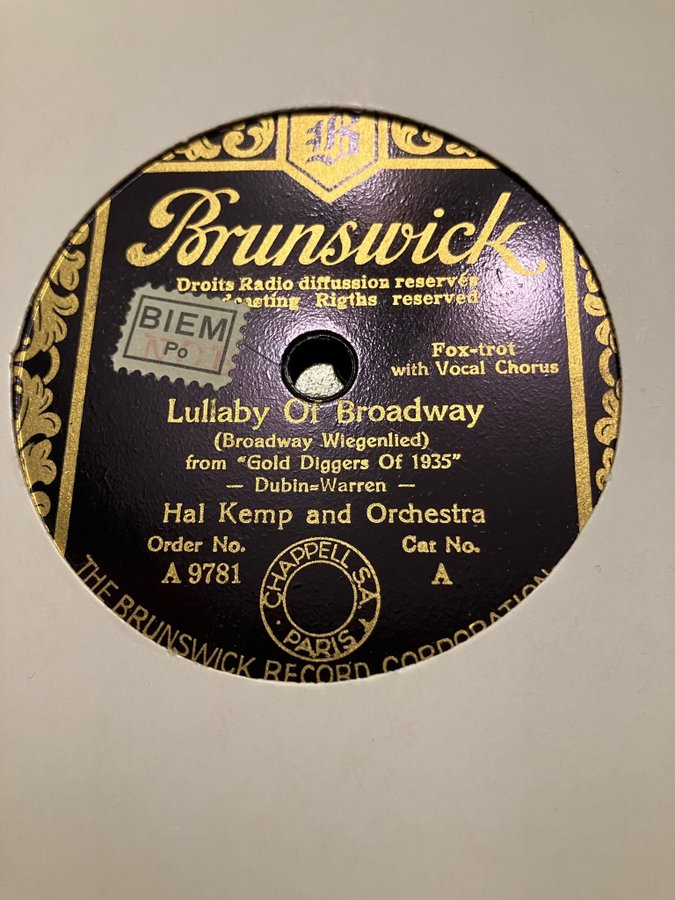 B
Brunswick
Droits Radio diffussion reservés
Rigths reserved
BIEM
Po
Fox-trot
with Vocal Chorus
Lullaby Of Broadway
(Broadway Wiegenlied)
from "Gold Diggers Of 1935"
— Dubin=Warren —
Hal Kemp and Orchestra
Order No.
A 9781
Cat No.
A
CHAPPELL S.A.
PARIS
THE BRUNSWICK RECORD CORPORATION